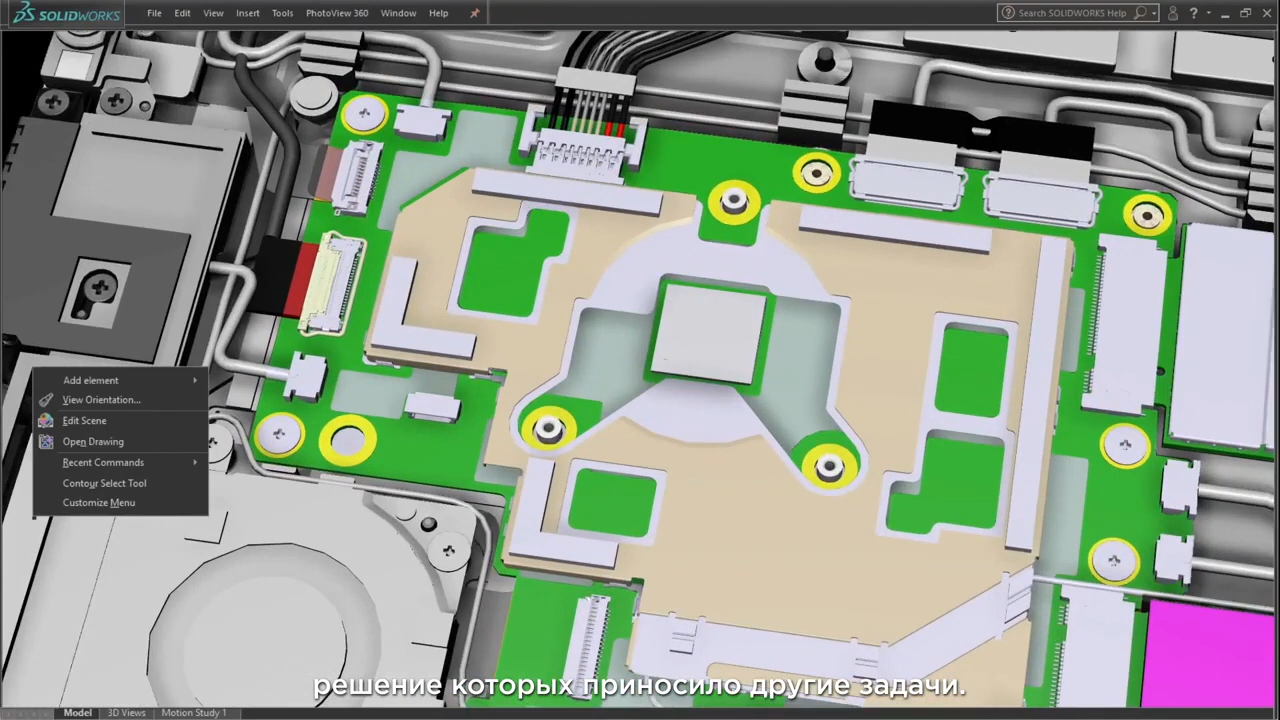 SOLIDWORKS File Edit View Insert Tools PhotoView 360 Window Help Search SOLIDWORKS Help ?
Add element
View Orientation...
Edit Scene
Open Drawing
Recent Commands
Contour Select Tool
Customize Menu
решение которых приносило другие задачи.
Model 3D Views Motion Study 1